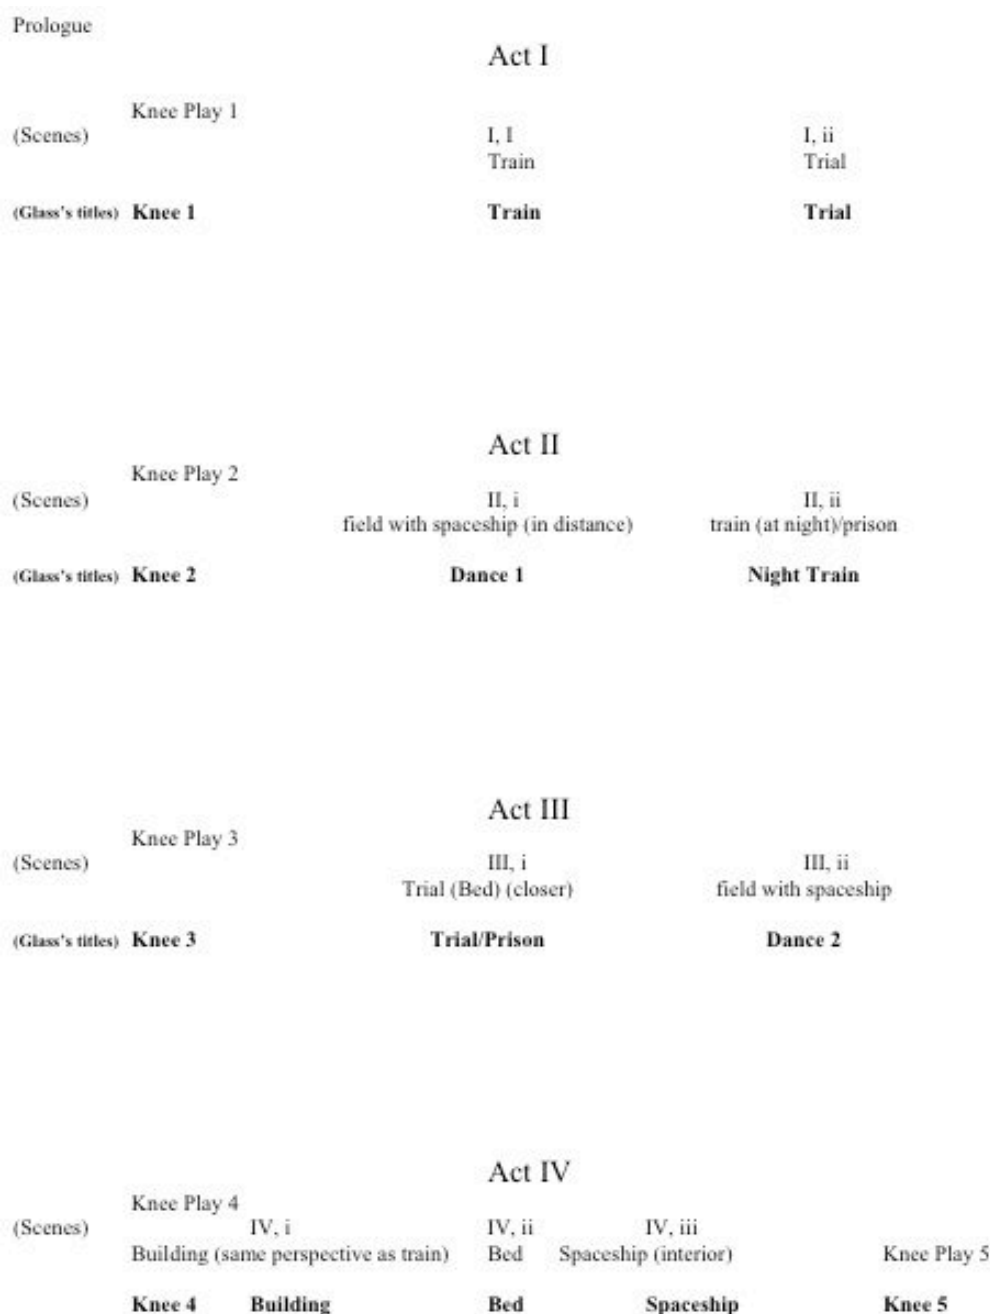 Prologue
Act I
Knee Play 1
(Scenes) I, I I, ii
Train Trial
(Glass's titles) Knee 1 Train Trial
Act II
Knee Play 2
(Scenes) II, i II, ii
field with spaceship (in distance) train (at night)/prison
(Glass's titles) Knee 2 Dance 1 Night Train
Act III
Knee Play 3
(Scenes) III, i III, ii
Trial (Bed) (closer) field with spaceship
(Glass's titles) Knee 3 Trial/Prison Dance 2
Act IV
Knee Play 4
(Scenes) IV, i IV, ii IV, iii
Building (same perspective as train) Bed Spaceship (interior) Knee Play 5
Knee 4 Building Bed Spaceship Knee 5